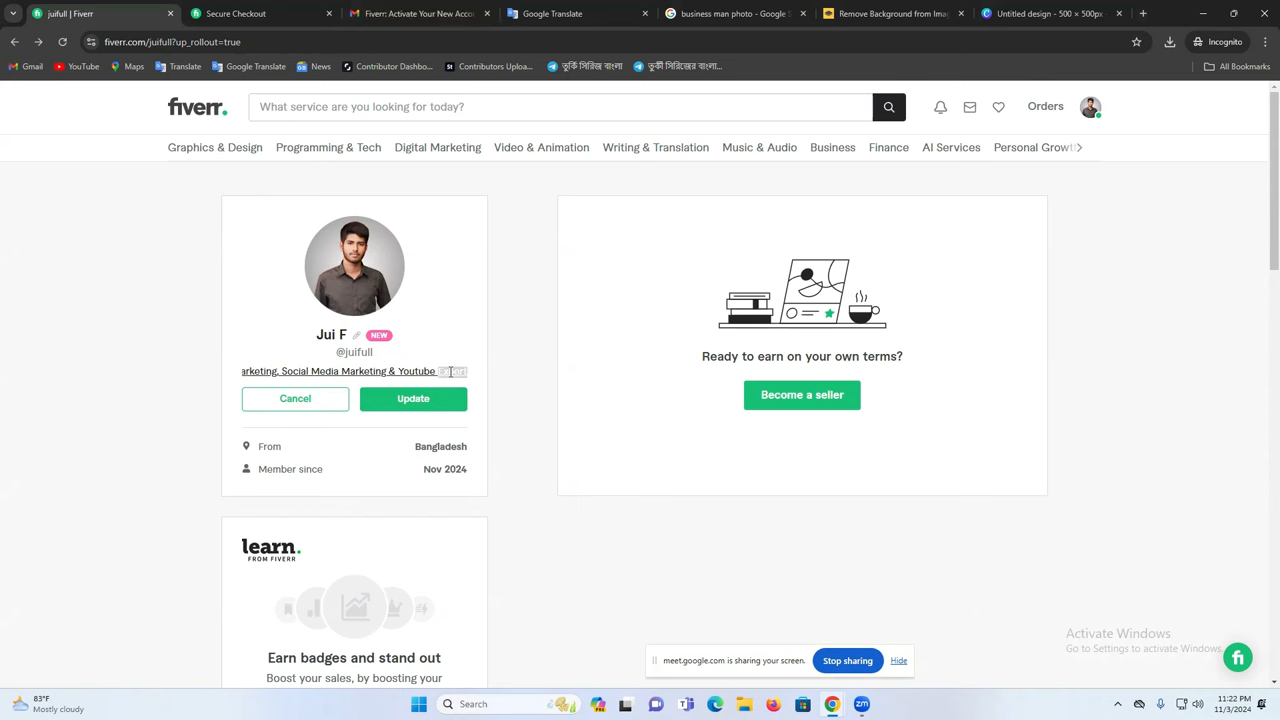 juifull | Fiverr
Secure Checkout
Fiverr: Activate Your New Acco
Google Translate
business man photo - Google S
Remove Background from Imag
Untitled design - 500 × 500px
fiverr.com/juifull?up_rollout=true
Incognito
Gmail
YouTube
Maps
Translate
Google Translate
News
Contributor Dashbo...
Contributors Uploa...
All Bookmarks
fiverr.
What service are you looking for today?
Orders
Graphics & Design
Programming & Tech
Digital Marketing
Video & Animation
Writing & Translation
Music & Audio
Business
Finance
AI Services
Personal Growt
Jui F
NEW
@juifull
arketing, Social Media Marketing & Youtube
Cancel
Update
From
Bangladesh
Member since
Nov 2024
Ready to earn on your own terms?
Become a seller
learn.
FROM FIVERR
Earn badges and stand out
Boost your sales, by boosting your
Activate Windows
Go to Settings to activate Windows.
fi
meet.google.com is sharing your screen.
Stop sharing
Hide
83°F
Mostly cloudy
Search
zm
11:22 PM
11/3/2024